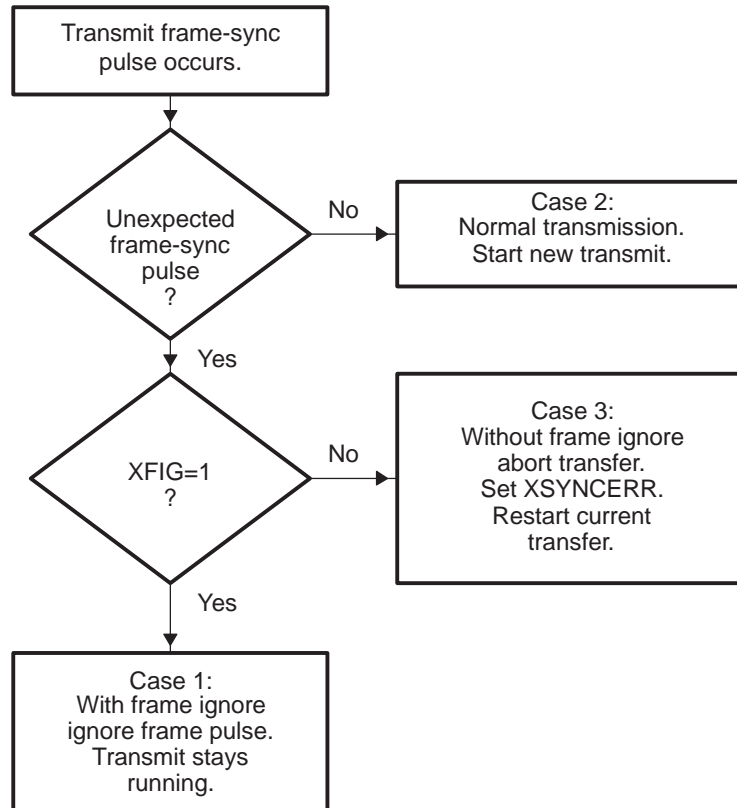 Transmit frame-sync
pulse occurs.
Unexpected
frame-sync
pulse
?
No
Case 2:
Normal transmission.
Start new transmit.
Yes
XFIG=1
?
No
Case 3:
Without frame ignore
abort transfer.
Set XSYNCERR.
Restart current
transfer.
Yes
Case 1:
With frame ignore
ignore frame pulse.
Transmit stays
running.